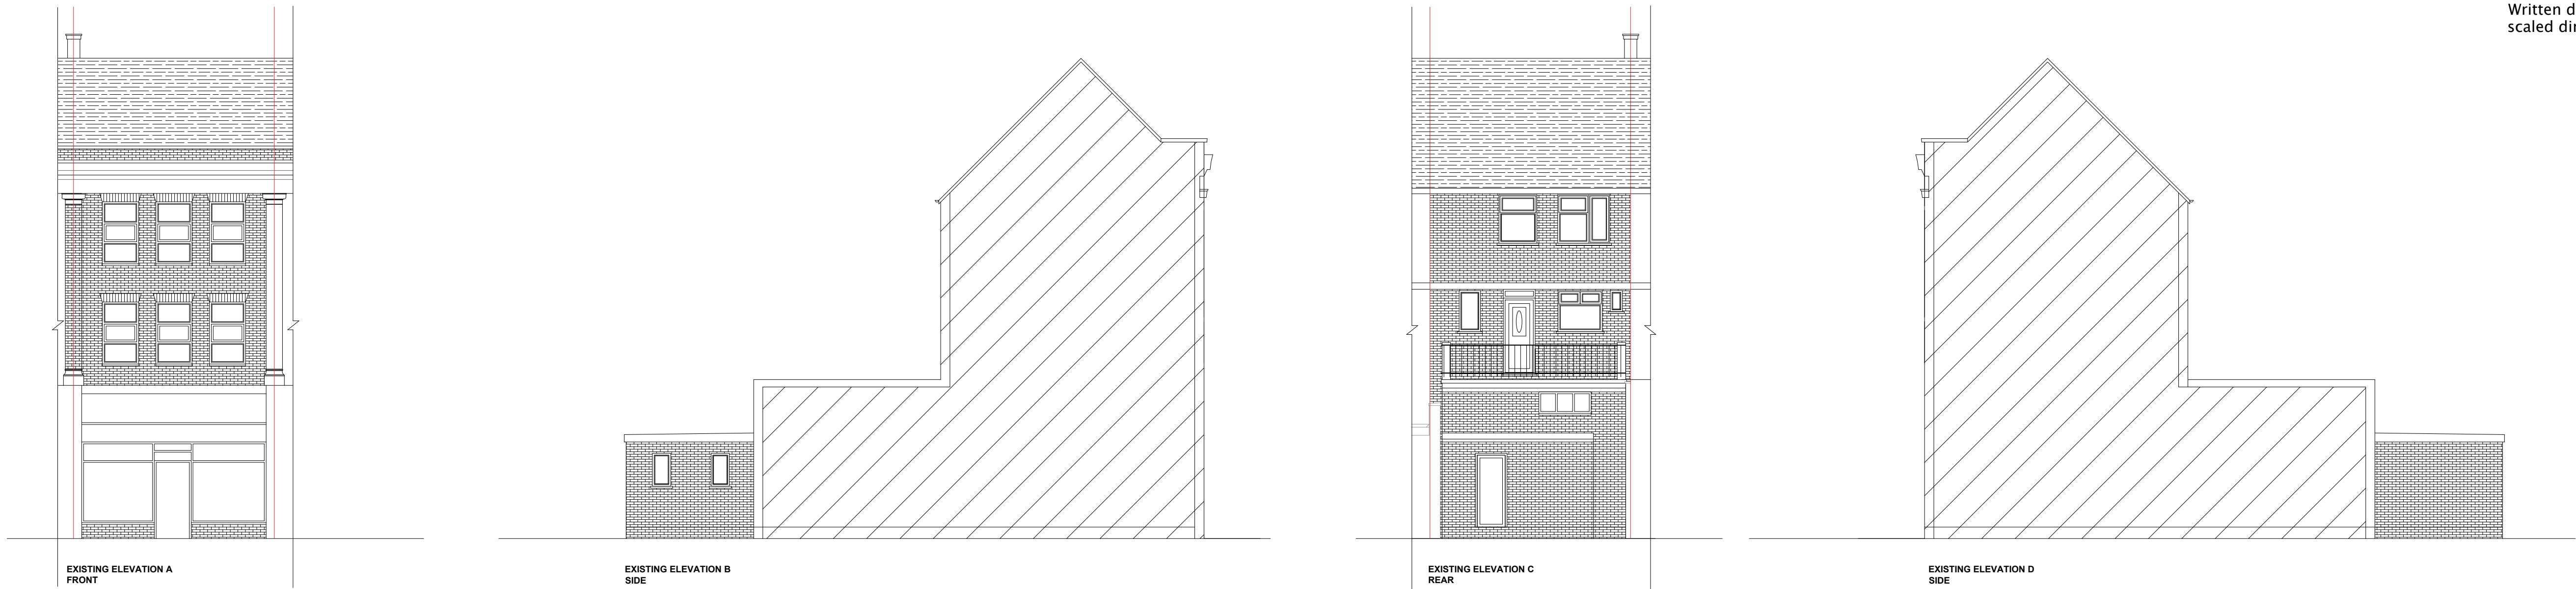 Written d
scaled di
EXISTING ELEVATION A
FRONT
EXISTING ELEVATION B
SIDE
EXISTING ELEVATION C
REAR
EXISTING ELEVATION D
SIDE